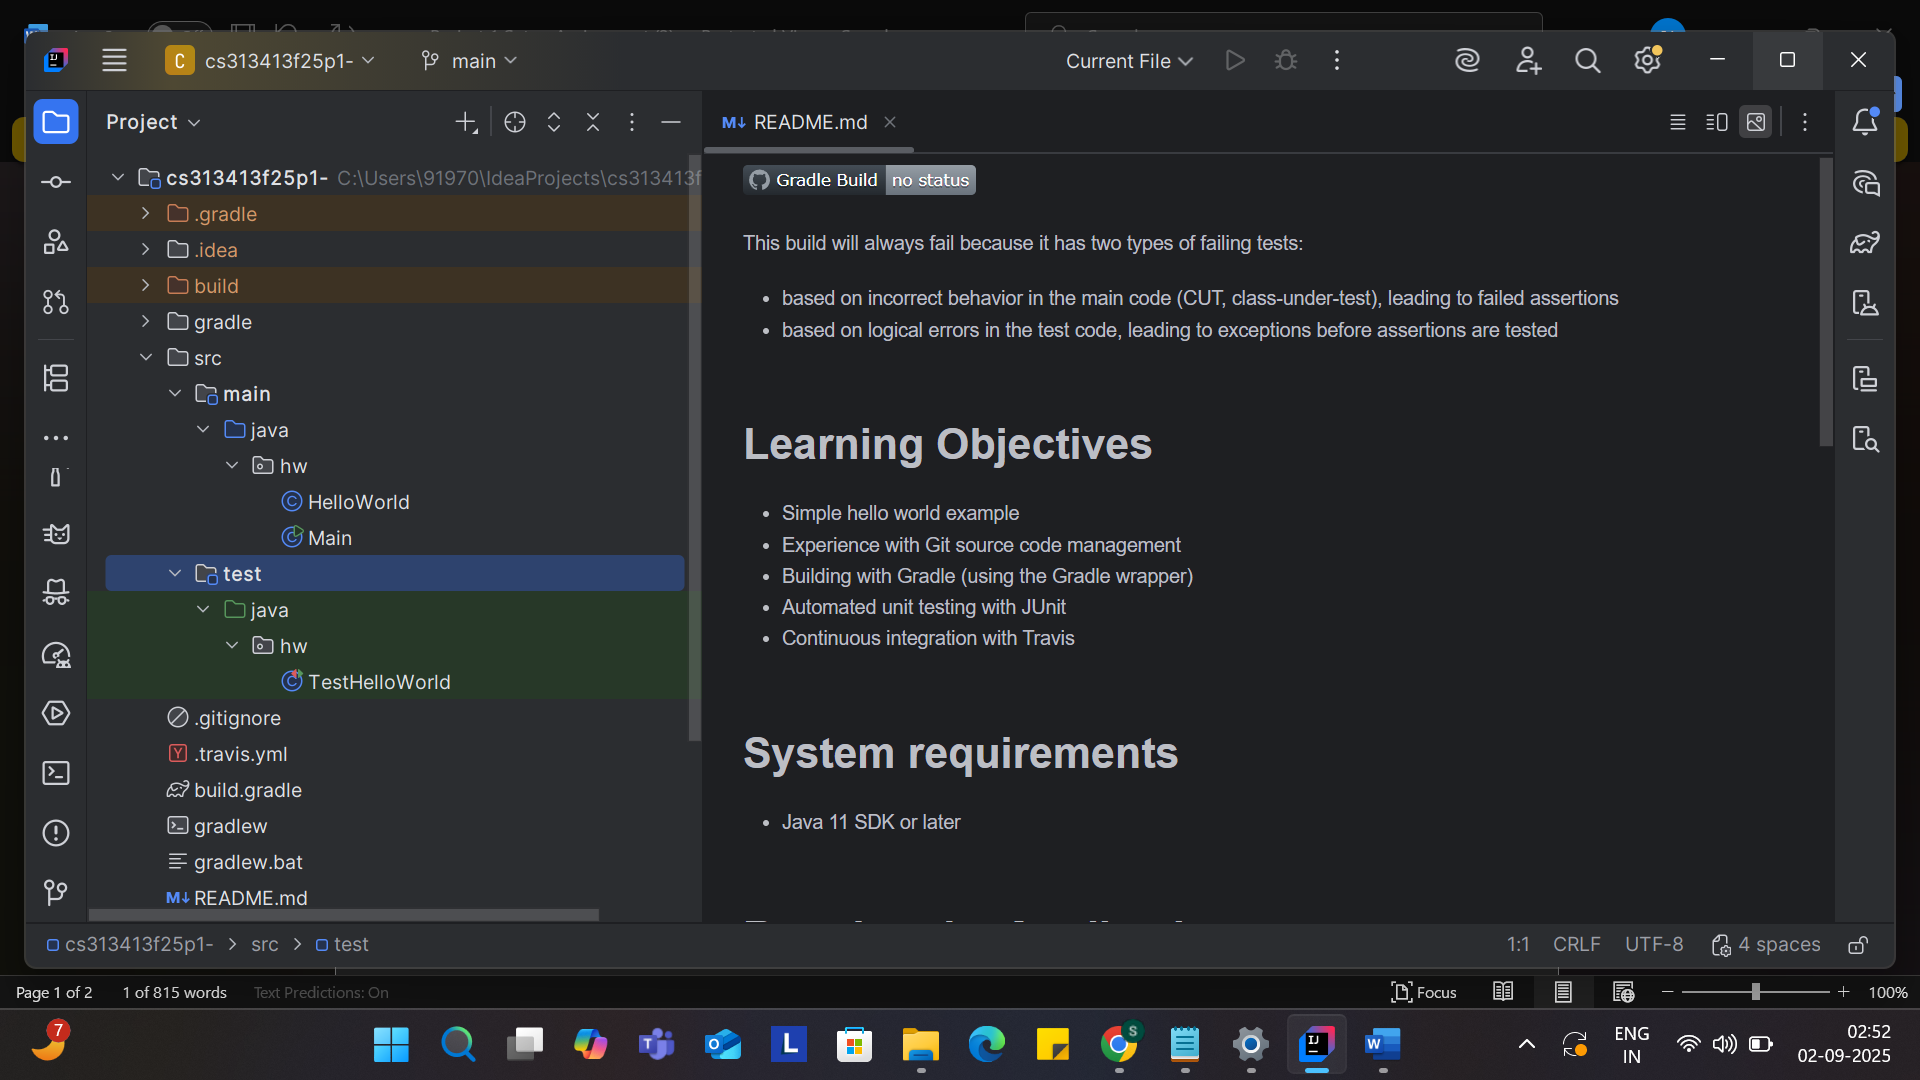 C cs313413f25p1-
main
Current File
Project
M↓ README.md
cs313413f25p1- C:\Users\91970\IdeaProjects\cs313413f
.gradle
.idea
build
gradle
src
main
java
hw
HelloWorld
Main
test
java
hw
TestHelloWorld
.gitignore
.travis.yml
build.gradle
gradlew
gradlew.bat
M↓ README.md
Gradle Build no status
This build will always fail because it has two types of failing tests:
• based on incorrect behavior in the main code (CUT, class-under-test), leading to failed assertions
• based on logical errors in the test code, leading to exceptions before assertions are tested
Learning Objectives
• Simple hello world example
• Experience with Git source code management
• Building with Gradle (using the Gradle wrapper)
• Automated unit testing with JUnit
• Continuous integration with Travis
System requirements
• Java 11 SDK or later
cs313413f25p1- > src > test
1:1 CRLF UTF-8 4 spaces
Page 1 of 2 1 of 815 words Text Predictions: On
Focus
100%
7
ENG
IN
02:52
02-09-2025